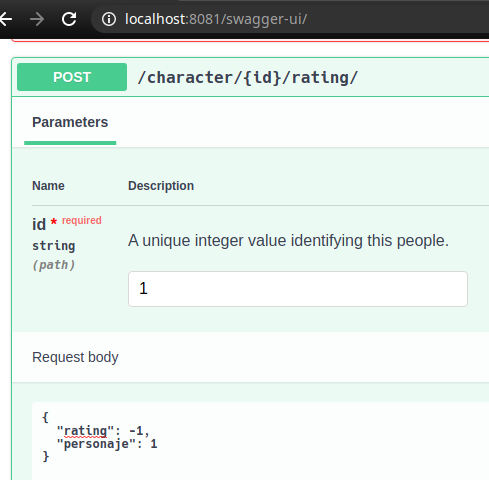 localhost:8081/swagger-ui/
POST /character/{id}/rating/
Parameters
Name Description
id * required
string
(path)
A unique integer value identifying this people.
1
Request body
{
  "rating": -1,
  "personaje": 1
}